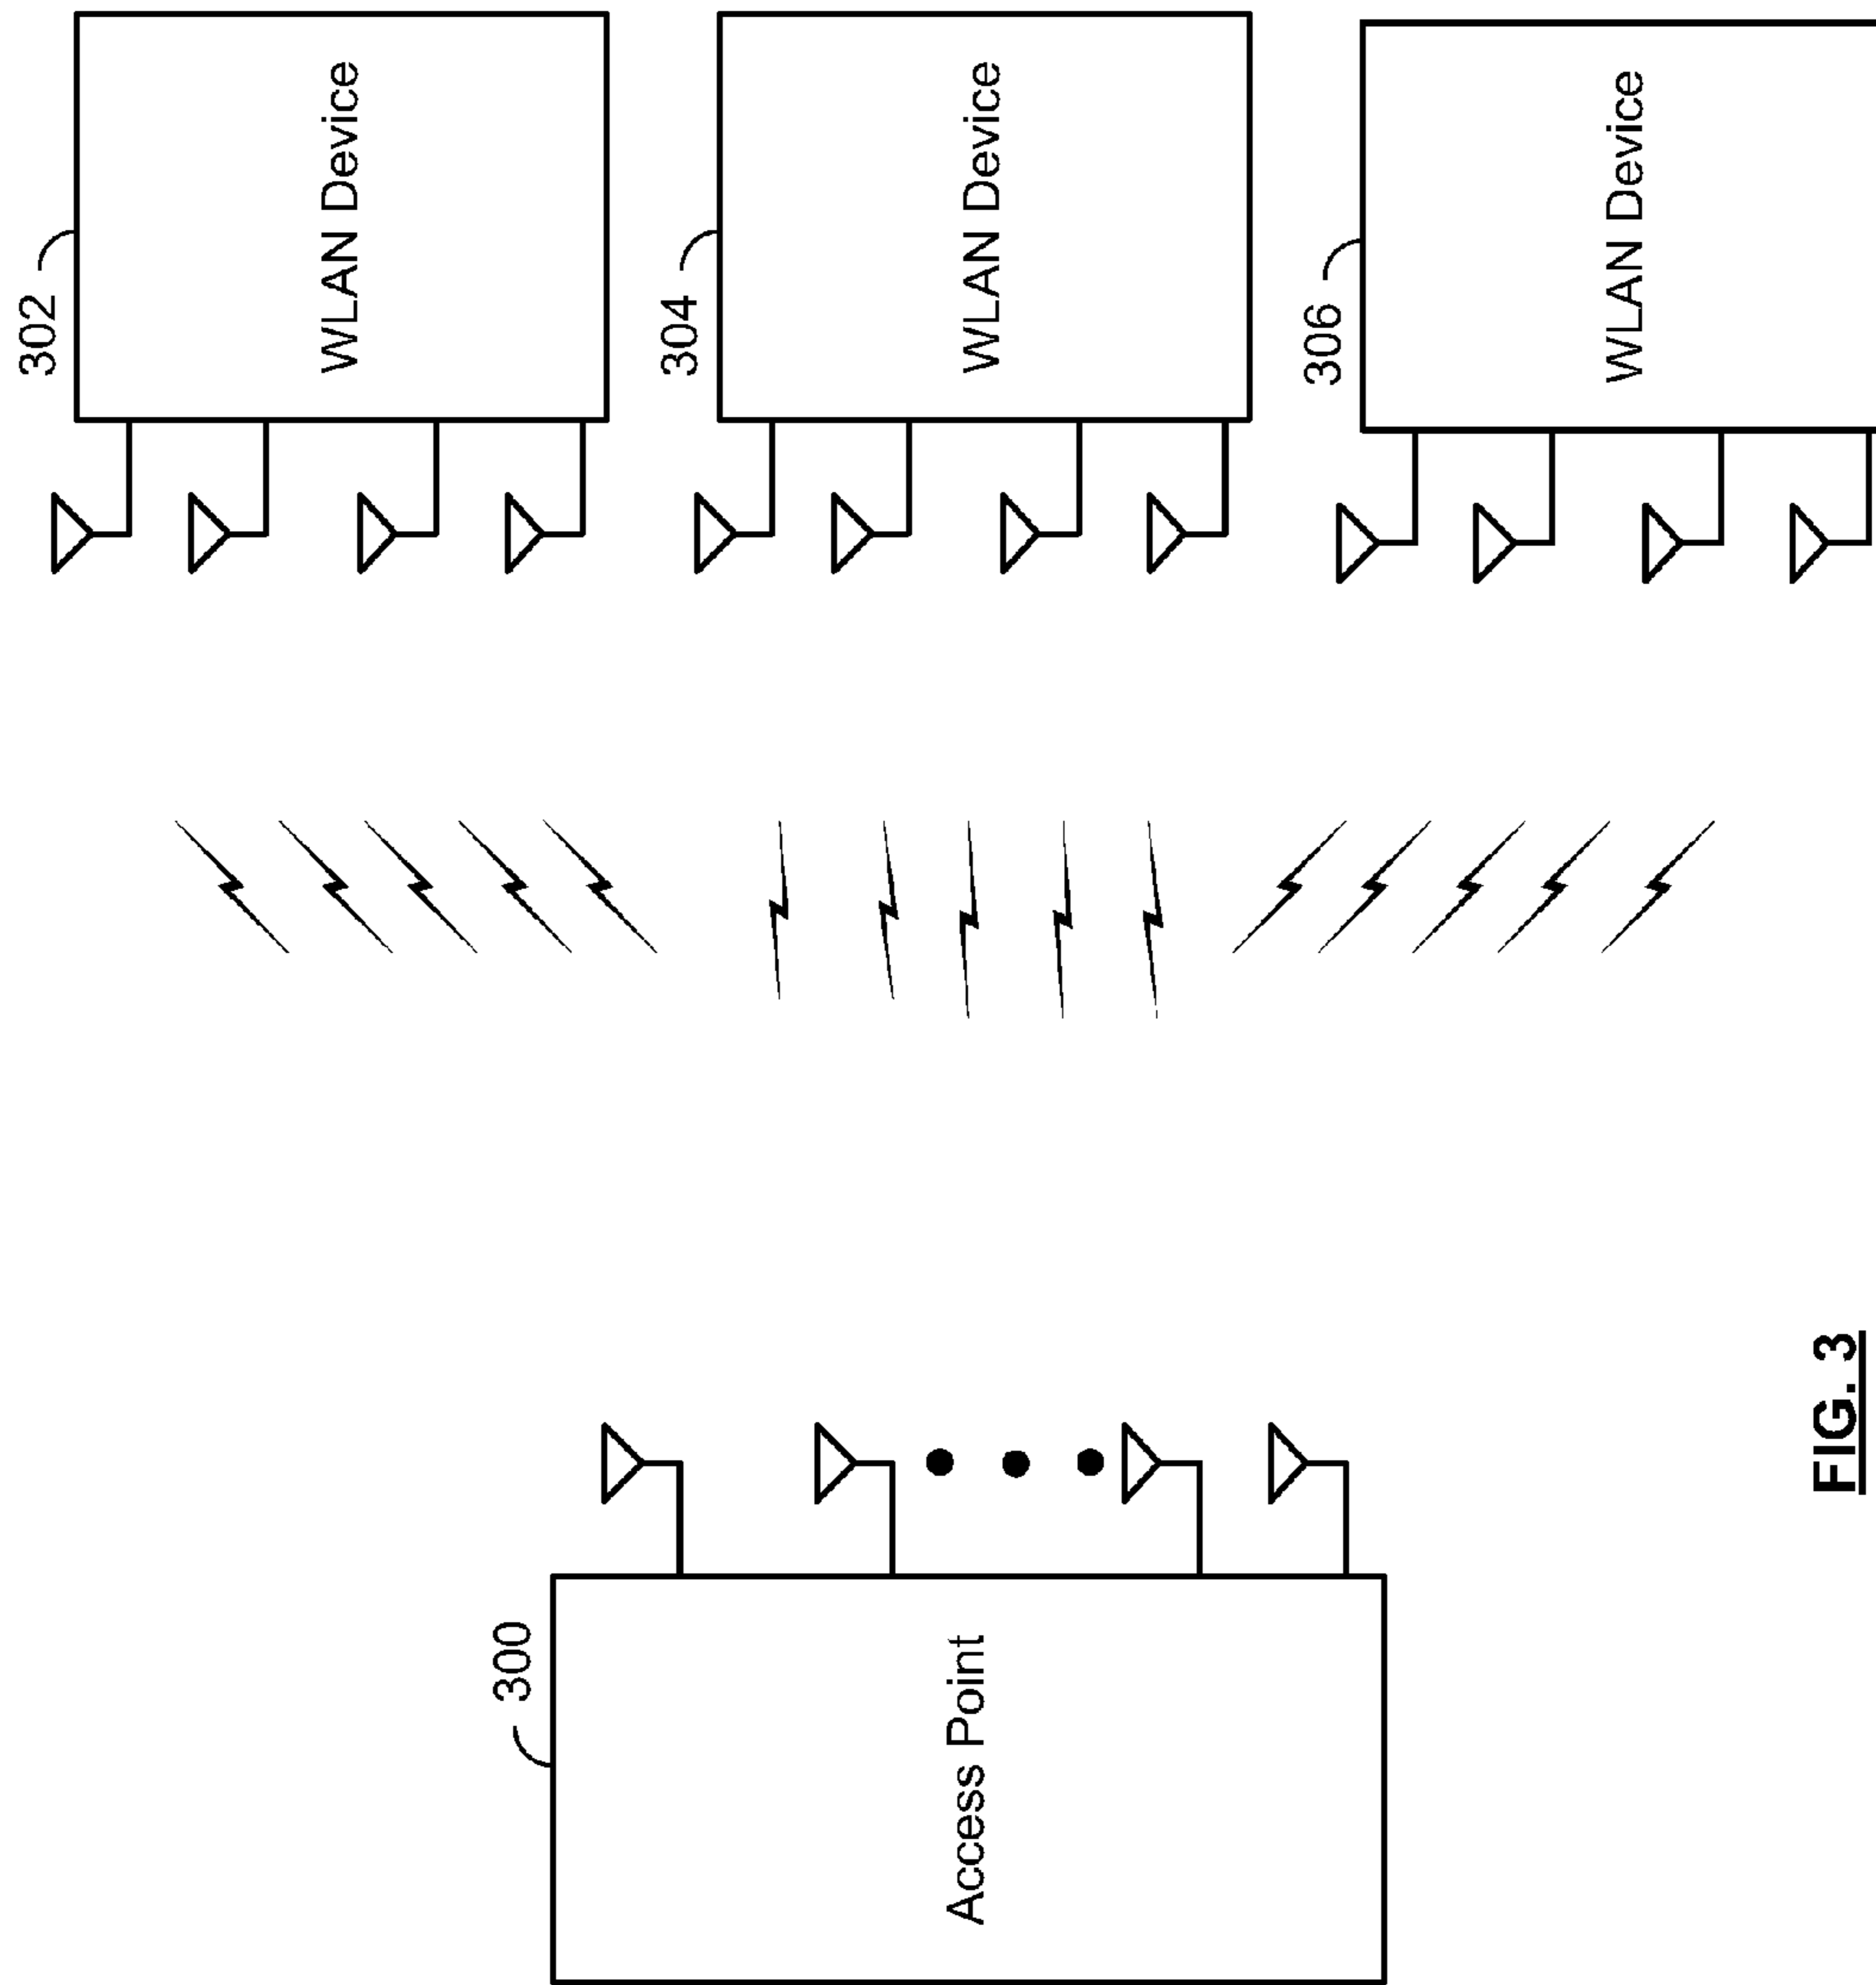 302
WLAN Device
304
WLAN Device
306
WLAN Device
300
Access Point
FIG. 3